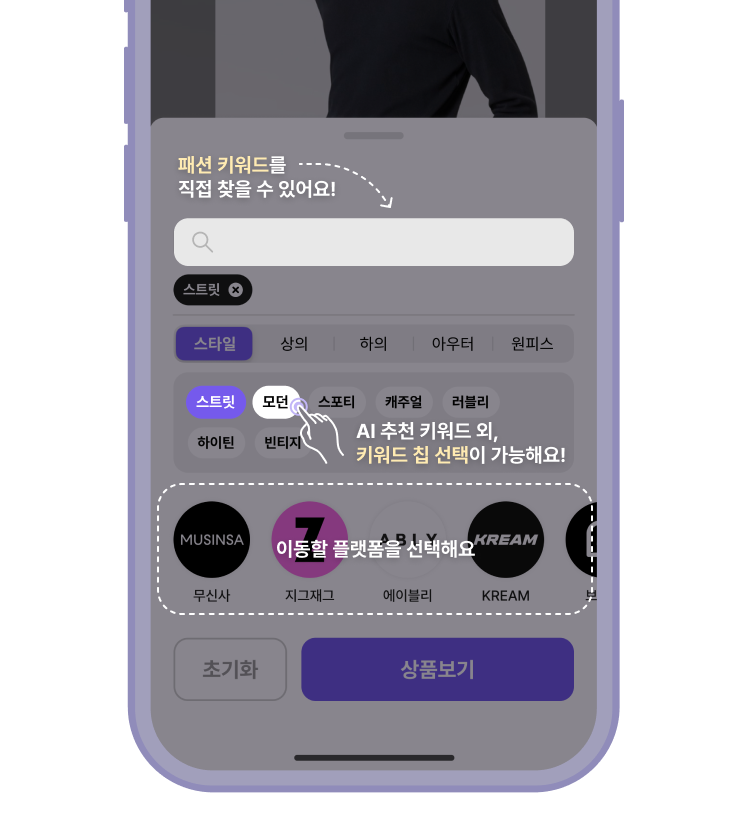 패션 키워드를
직접 찾을 수 있어요!
스트릿
스타일 상의 하의 아우터 원피스
스트릿 모던 스포티 캐주얼 러블리
하이틴 빈티지
AI 추천 키워드 외,
키워드 칩 선택이 가능해요!
MUSINSA Z ABLY KREAM
이동할 플랫폼을 선택해요
무신사 지그재그 에이블리 KREAM
초기화 상품보기